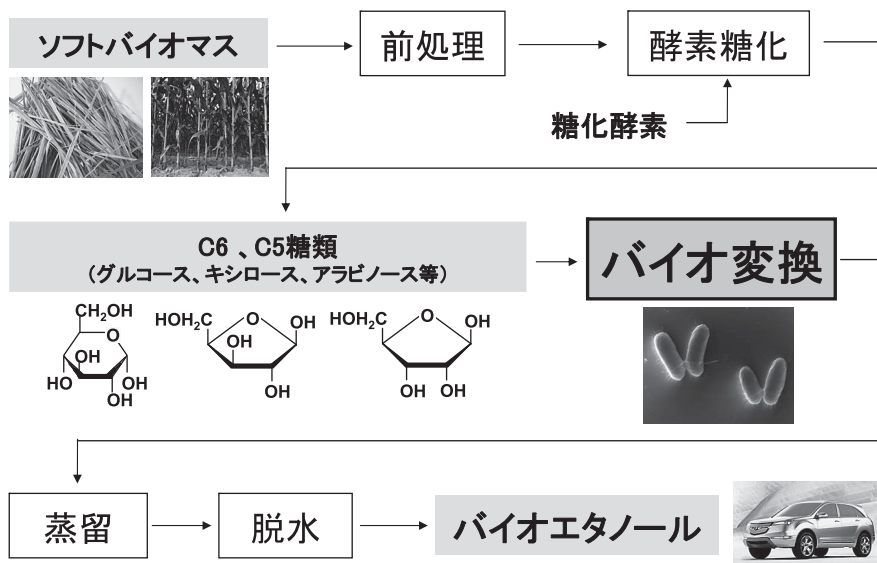 ソフトバイオマス
前処理
酵素糖化
糖化酵素
C6 、C5糖類
（グルコース、キシロース、アラビノース等）
バイオ変換
CH2OH
O
OH
HO
OH
OH
HOH2C
O
OH
OH
OH
HOH2C
O
OH
OH
OH
蒸留
脱水
バイオエタノール